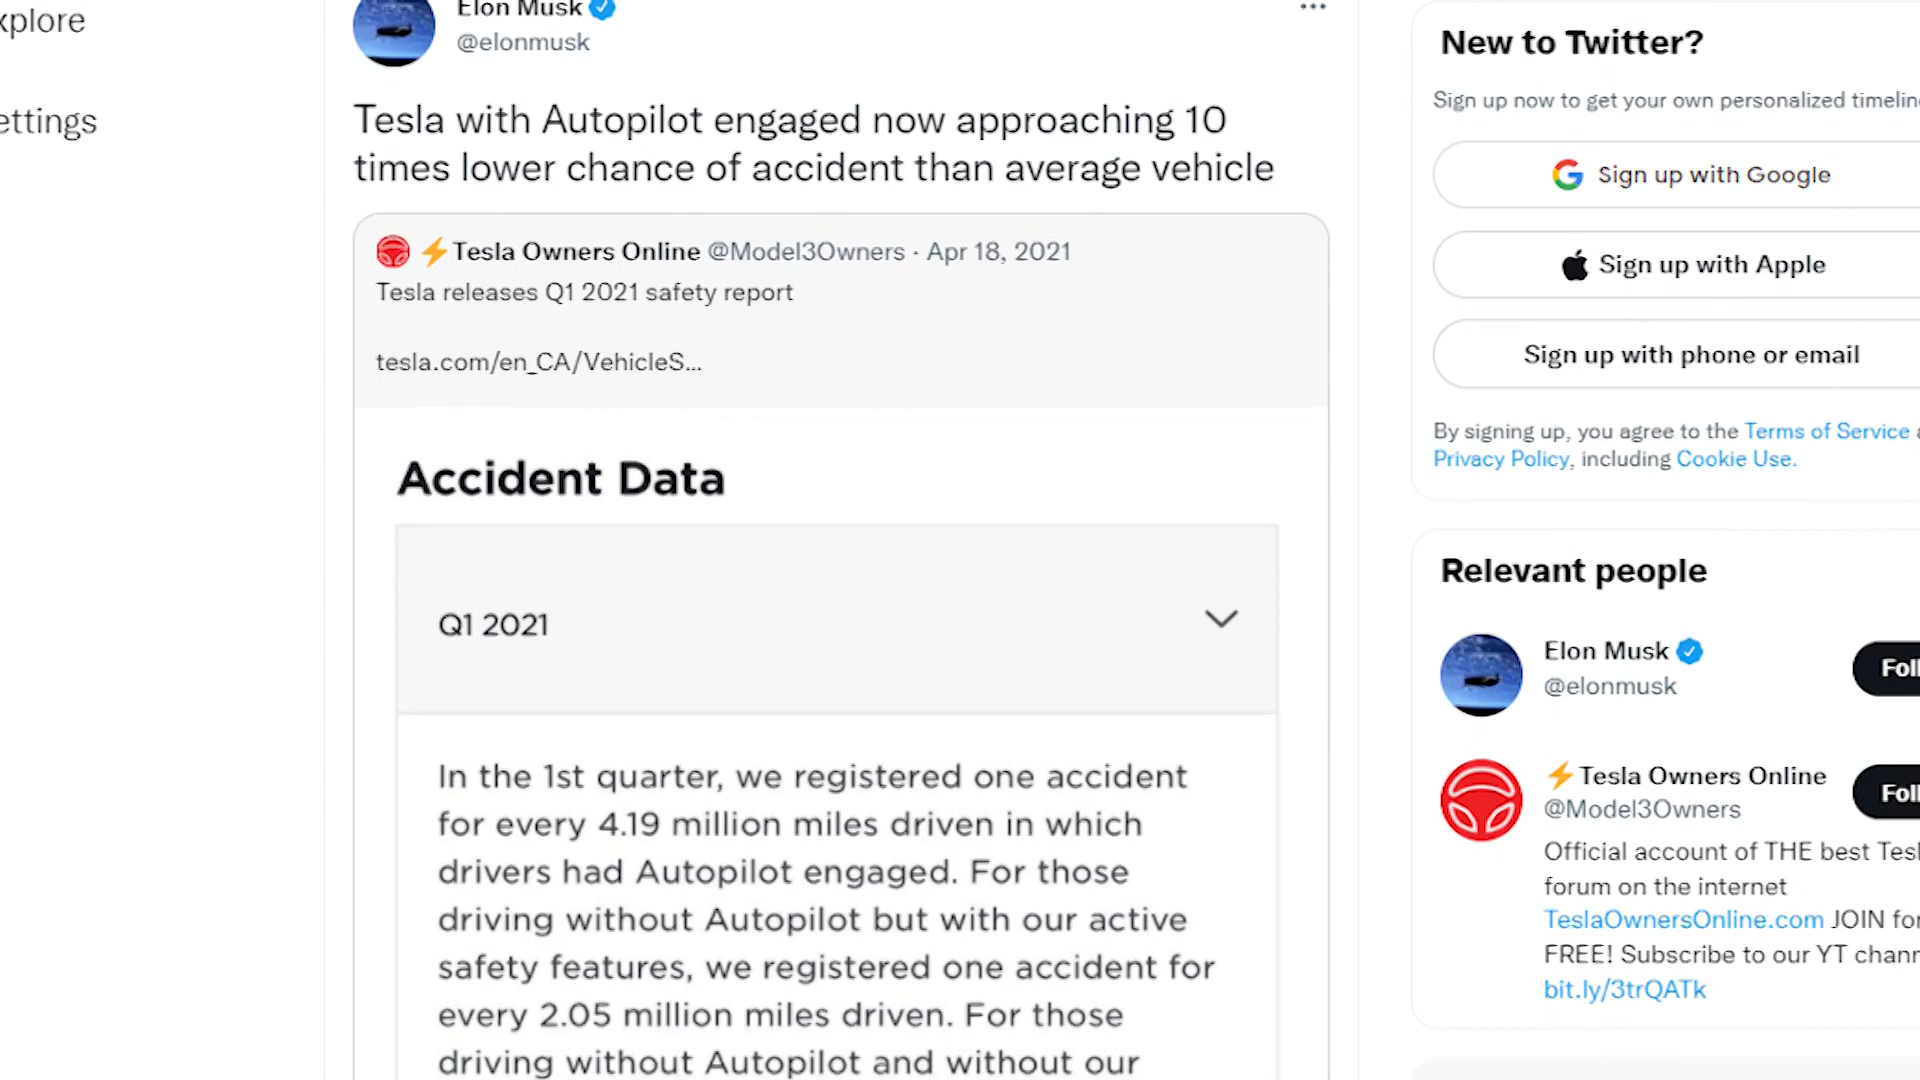 xplore
ettings
Elon Musk
@elonmusk
Tesla with Autopilot engaged now approaching 10
times lower chance of accident than average vehicle
⚡Tesla Owners Online @Model3Owners · Apr 18, 2021
Tesla releases Q1 2021 safety report
tesla.com/en_CA/VehicleS...
Accident Data
Q1 2021
In the 1st quarter, we registered one accident
for every 4.19 million miles driven in which
drivers had Autopilot engaged. For those
driving without Autopilot but with our active
safety features, we registered one accident for
every 2.05 million miles driven. For those
driving without Autopilot and without our
New to Twitter?
Sign up now to get your own personalized timelin
Sign up with Google
Sign up with Apple
Sign up with phone or email
By signing up, you agree to the Terms of Service a
Privacy Policy, including Cookie Use.
Relevant people
Elon Musk
@elonmusk
Foll
⚡Tesla Owners Online
@Model3Owners
Foll
Official account of THE best Tesl
forum on the internet
TeslaOwnersOnline.com JOIN for
FREE! Subscribe to our YT chann
bit.ly/3trQATk